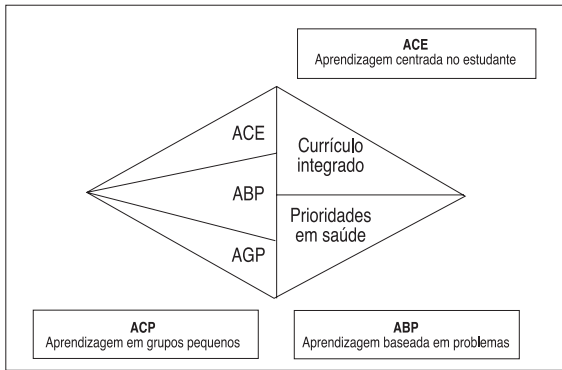 ACE
Aprendizagem centrada no estudante
ACE
Currículo
integrado
ABP
Prioridades
em saúde
AGP
ACP
Aprendizagem em grupos pequenos
ABP
Aprendizagem baseada em problemas